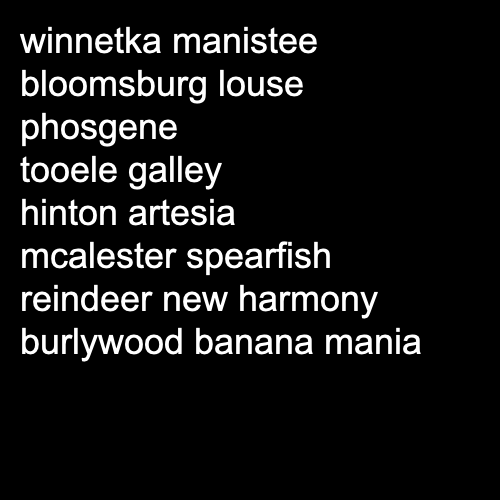 winnetka manistee
bloomsburg louse
phosgene
tooele galley
hinton artesia
mcalester spearfish
reindeer new harmony
burlywood banana mania